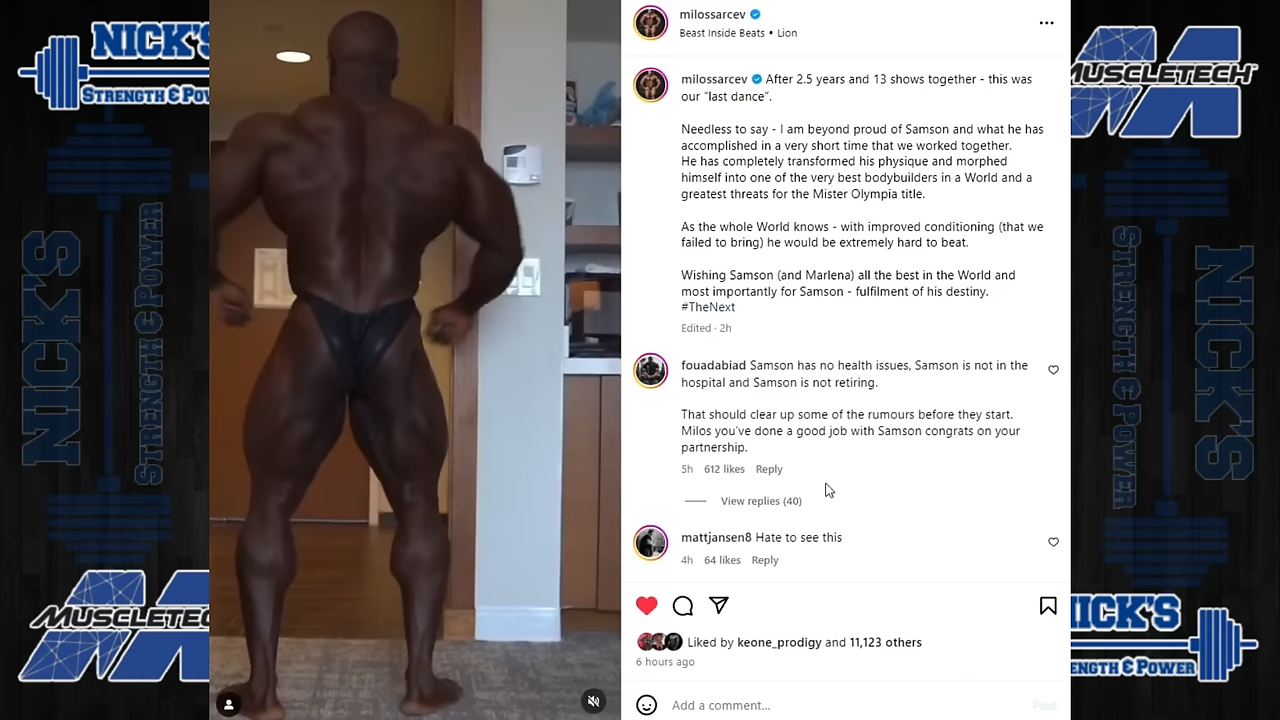 NICK'S
STRENGTH & POW
MUSCLETECH
NICK'S
STRENGTH & POWER
milossarcev
Beast Inside Beats • Lion
milossarcev After 2.5 years and 13 shows together - this was
our "last dance".
Needless to say - I am beyond proud of Samson and what he has
accomplished in a very short time that we worked together.
He has completely transformed his physique and morphed
himself into one of the very best bodybuilders in a World and a
greatest threats for the Mister Olympia title.
As the whole World knows - with improved conditioning (that we
failed to bring) he would be extremely hard to beat.
Wishing Samson (and Marlena) all the best in the World and
most importantly for Samson - fulfilment of his destiny.
#TheNext
Edited · 2h
fouadabiad Samson has no health issues, Samson is not in the
hospital and Samson is not retiring.
That should clear up some of the rumours before they start.
Milos you've done a good job with Samson congrats on your
partnership.
5h 612 likes Reply
View replies (40)
mattjansen8 Hate to see this
4h 64 likes Reply
Liked by keone_prodigy and 11,123 others
6 hours ago
Add a comment...
Post
MUSCLETECH
STRENGTH & POWER
NICK'S
NICK'S
ENGTH & POWER